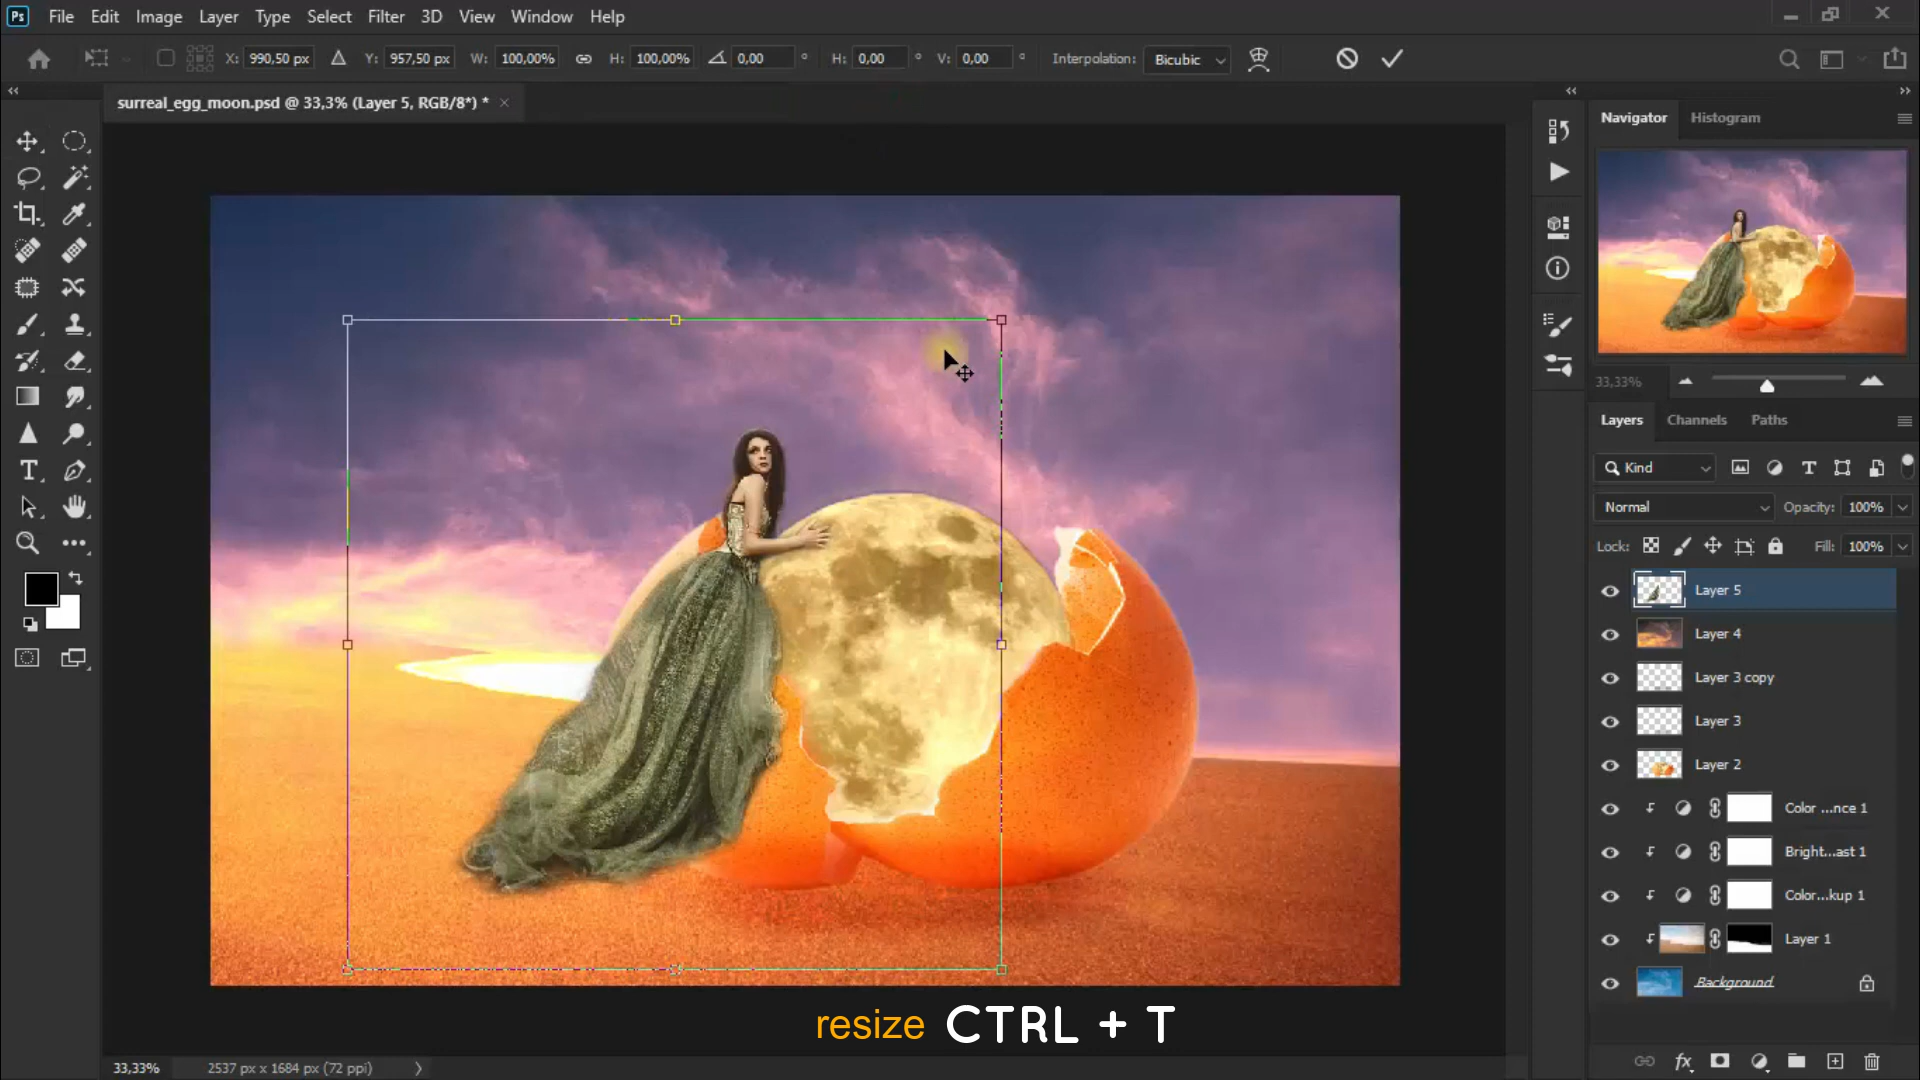 Ps File Edit Image Layer Type Select Filter 3D View Window Help
X: 990,50 px Y: 957,50 px W: 100,00% H: 100,00% 0,00 ° H: 0,00 ° V: 0,00 ° Interpolation: Bicubic
surreal_egg_moon.psd @ 33,3% (Layer 5, RGB/8*) * ×
Navigator Histogram
33,33%
Layers Channels Paths
Kind
Normal Opacity: 100%
Lock: Fill: 100%
Layer 5
Layer 4
Layer 3 copy
Layer 3
Layer 2
Color ...nce 1
Bright...ast 1
Color...kup 1
Layer 1
Background
resize CTRL + T
33,33% 2537 px x 1684 px (72 ppi)